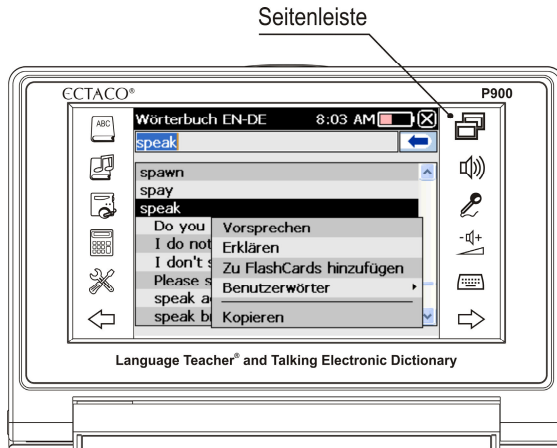 Seitenleiste
ECTACO® P900
ABC
Wörterbuch EN-DE 8:03 AM
speak
spawn
spay
speak
Do you
I do not
I don't s
Please s
speak a
speak br
Vorsprechen
Erklären
Zu FlashCards hinzufügen
Benutzerwörter
Kopieren
Language Teacher® and Talking Electronic Dictionary